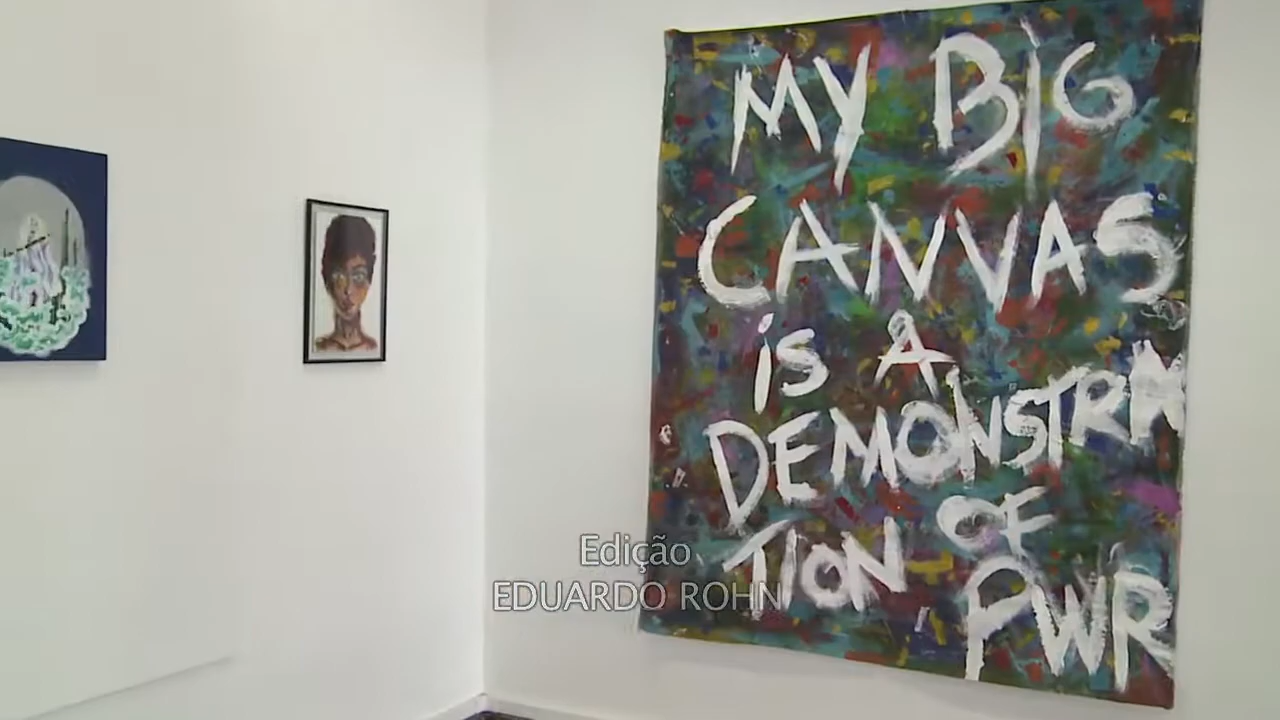 MY BiG
CANVAS
iS A
DEMONSTRA
TION OF
PWR
Edição
EDUARDO ROHN